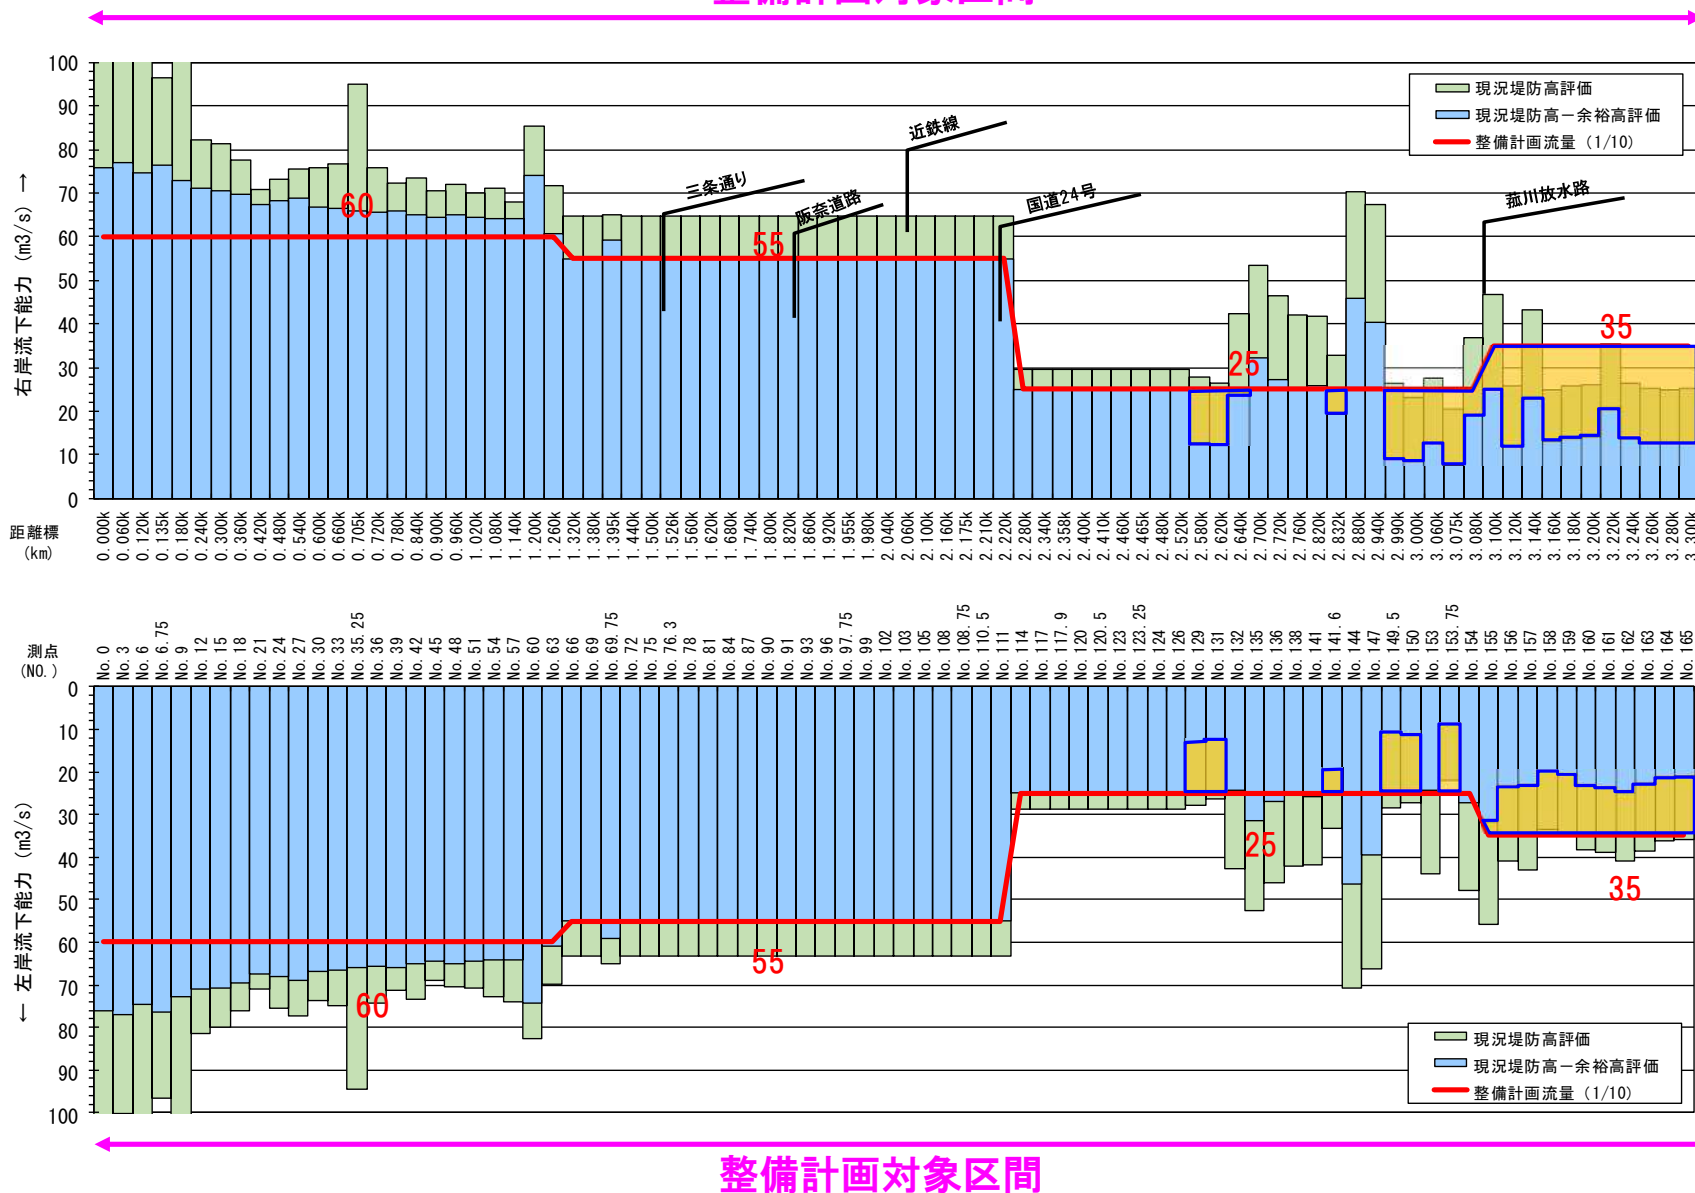 整備計画対象区間
100
90
80
70
60
50
40
30
20
10
0
右岸流下能力 (m3/s) →
現況堤防高評価
現況堤防高－余裕高評価
整備計画流量 (1/10)
60
三条通り
阪奈道路
55
近鉄線
国道24号
25
菰川放水路
35
距離標
(km)
0.000k
0.060k
0.120k
0.135k
0.180k
0.240k
0.300k
0.360k
0.420k
0.480k
0.540k
0.600k
0.660k
0.705k
0.720k
0.780k
0.840k
0.900k
0.960k
1.020k
1.080k
1.140k
1.200k
1.260k
1.320k
1.380k
1.395k
1.440k
1.500k
1.526k
1.560k
1.620k
1.680k
1.740k
1.800k
1.820k
1.860k
1.920k
1.955k
1.980k
2.040k
2.060k
2.100k
2.160k
2.175k
2.210k
2.220k
2.280k
2.340k
2.358k
2.400k
2.410k
2.460k
2.465k
2.480k
2.520k
2.580k
2.620k
2.640k
2.700k
2.720k
2.760k
2.820k
2.832k
2.880k
2.940k
2.990k
3.000k
3.060k
3.075k
3.080k
3.100k
3.120k
3.140k
3.160k
3.180k
3.200k
3.220k
3.240k
3.260k
3.280k
3.300k
測点
(NO.)
No.0
No.3
No.6
No.6.75
No.9
No.12
No.15
No.18
No.21
No.24
No.27
No.30
No.33
No.35.25
No.36
No.39
No.42
No.45
No.48
No.51
No.54
No.57
No.60
No.63
No.66
No.69
No.69.75
No.72
No.75
No.76.3
No.78
No.81
No.84
No.87
No.90
No.91
No.93
No.96
No.97.75
No.99
No.102
No.103
No.105
No.108
No.108.75
No.110.5
No.111
No.114
No.117
No.117.9
No.120
No.120.5
No.123
No.123.25
No.124
No.126
No.129
No.131
No.132
No.135
No.136
No.138
No.141
No.141.6
No.144
No.147
No.149.5
No.150
No.153
No.153.75
No.154
No.155
No.156
No.157
No.158
No.159
No.160
No.161
No.162
No.163
No.164
No.165
0
10
20
30
40
50
60
70
80
90
100
← 左岸流下能力 (m3/s)
60
55
25
35
現況堤防高評価
現況堤防高－余裕高評価
整備計画流量 (1/10)
整備計画対象区間